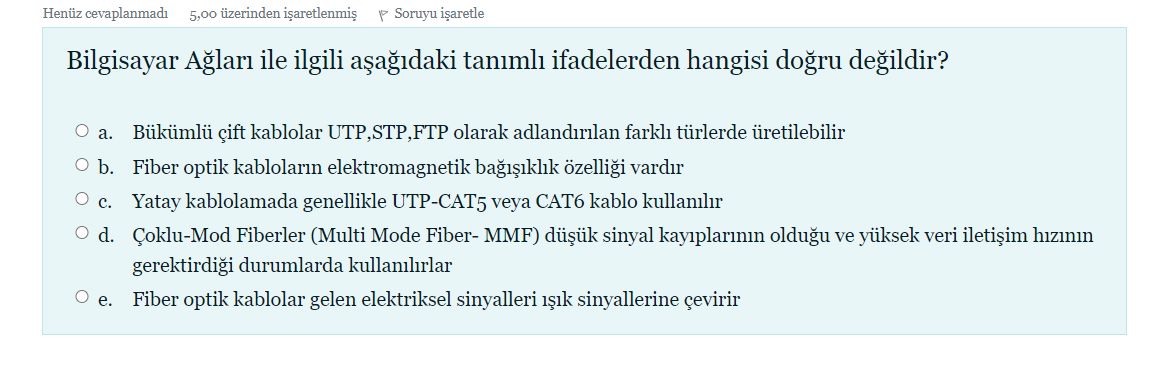 Henüz cevaplanmadı 5,00 üzerinden işaretlenmiş Soruyu işaretle
Bilgisayar Ağları ile ilgili aşağıdaki tanımlı ifadelerden hangisi doğru değildir?
a. Bükümlü çift kablolar UTP,STP,FTP olarak adlandırılan farklı türlerde üretilebilir
b. Fiber optik kabloların elektromagnetik bağışıklık özelliği vardır
c. Yatay kablolamada genellikle UTP-CAT5 veya CAT6 kablo kullanılır
d. Çoklu-Mod Fiberler (Multi Mode Fiber- MMF) düşük sinyal kayıplarının olduğu ve yüksek veri iletişim hızının
gerektirdiği durumlarda kullanılırlar
e. Fiber optik kablolar gelen elektriksel sinyalleri ışık sinyallerine çevirir